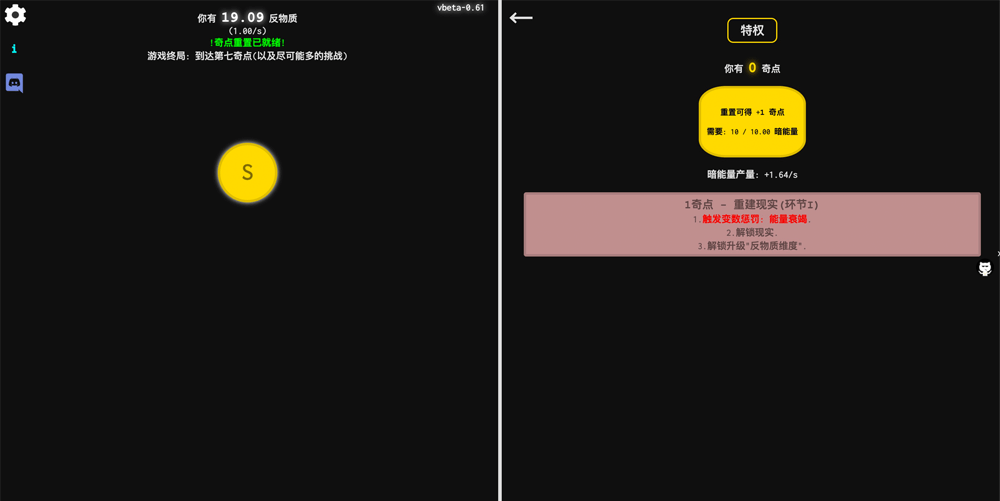 vbeta-0.61
你有 19.09 反物质
(1.00/s)
!奇点重置已就绪!
游戏终局: 到达第七奇点(以及尽可能多的挑战)
i
S
特权
你有 0 奇点
重置可得 +1 奇点
需要: 10 / 10.00 暗能量
暗能量产量: +1.64/s
1奇点 - 重建现实(环节I)
1.触发变数惩罚: 能量衰竭.
2.解锁现实.
3.解锁升级"反物质维度".